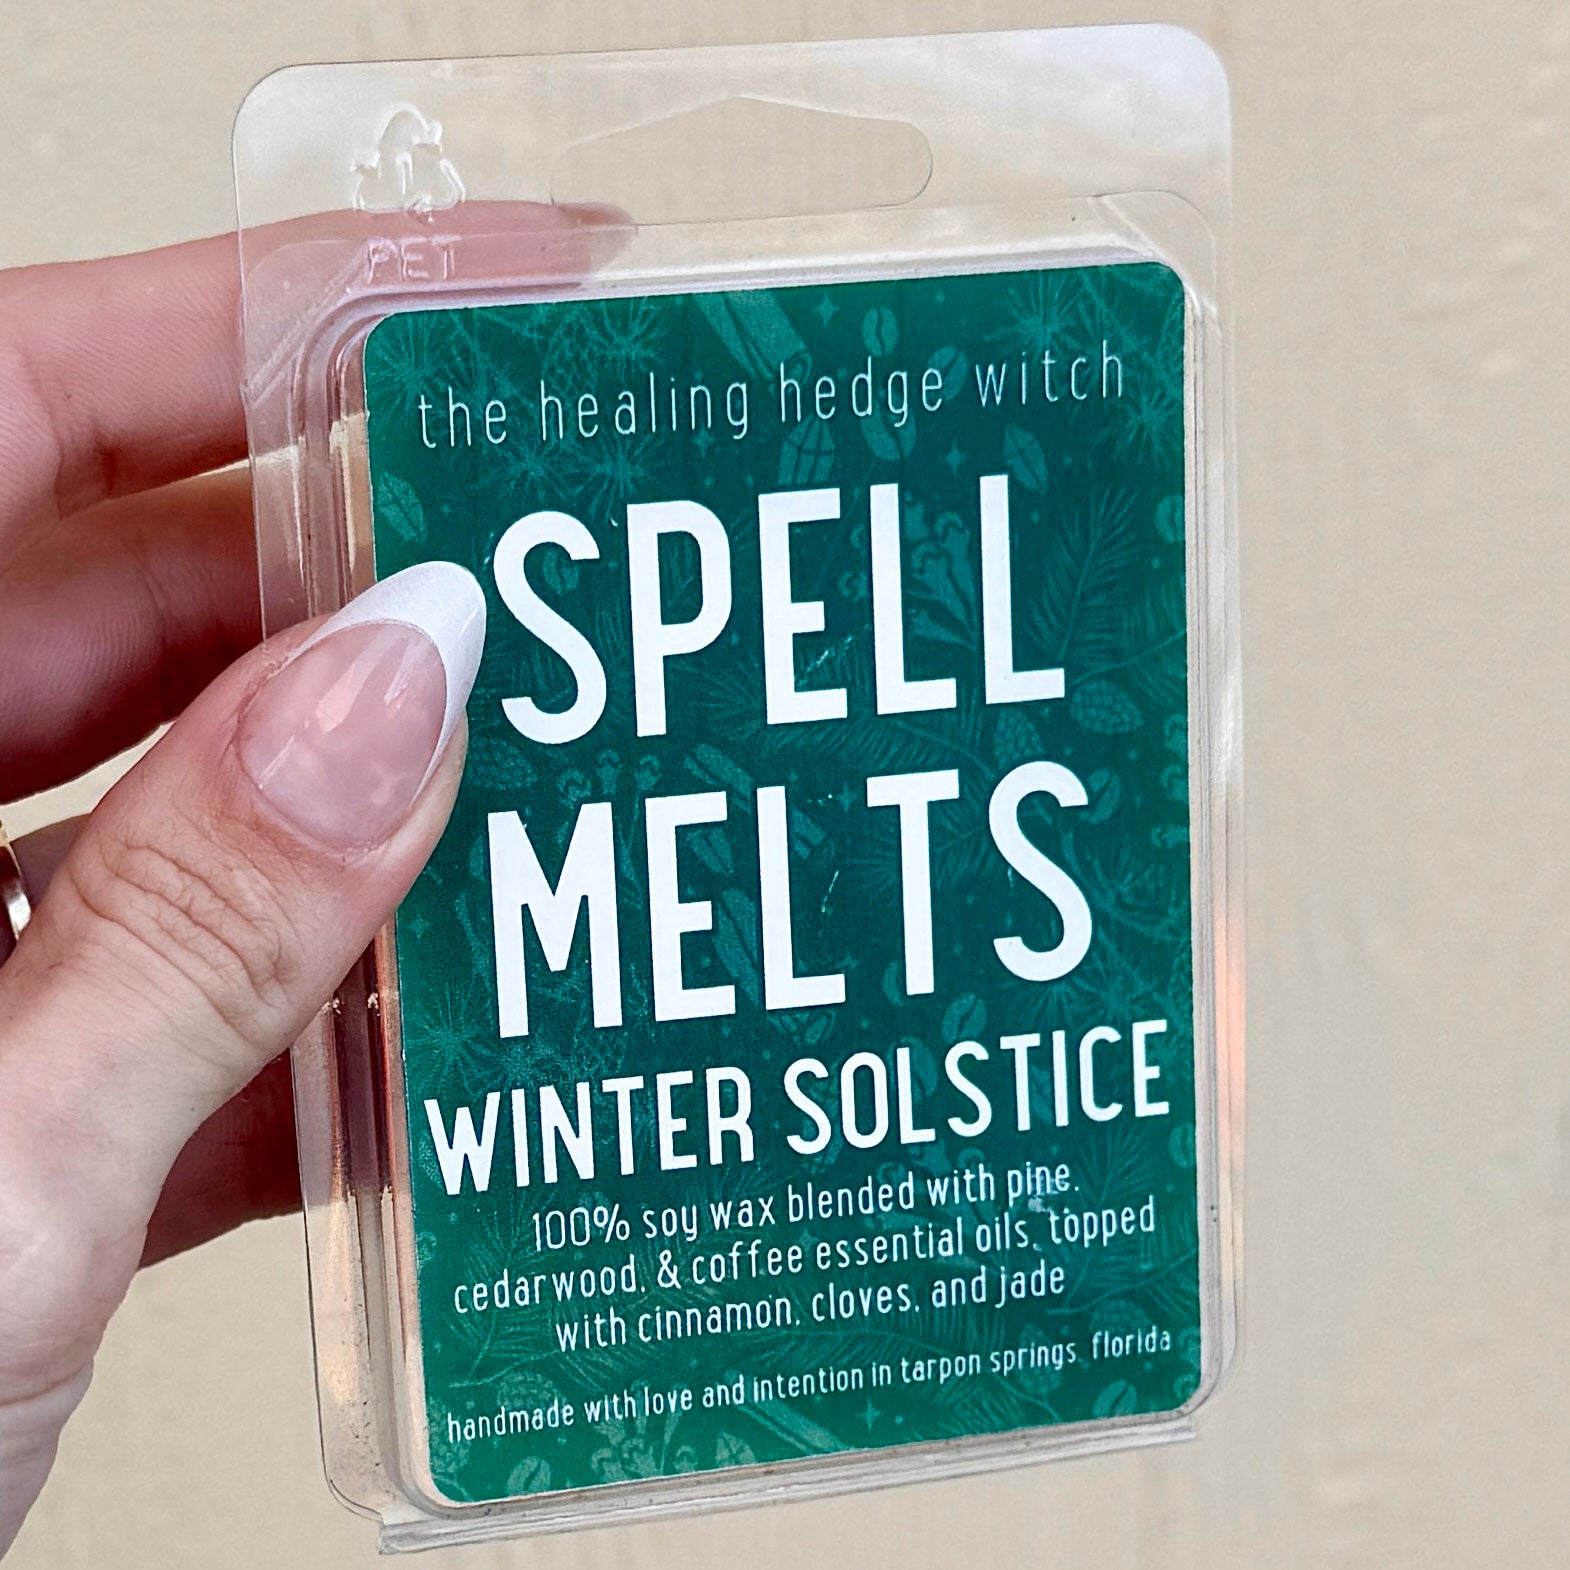 1
PET
the healing hedge witch
SPELL
MELTS
WINTER SOLSTICE
100% soy wax blended with pine,
cedarwood, & coffee essential oils, topped
with cinnamon, cloves, and jade
handmade with love and intention in tarpon springs, florida